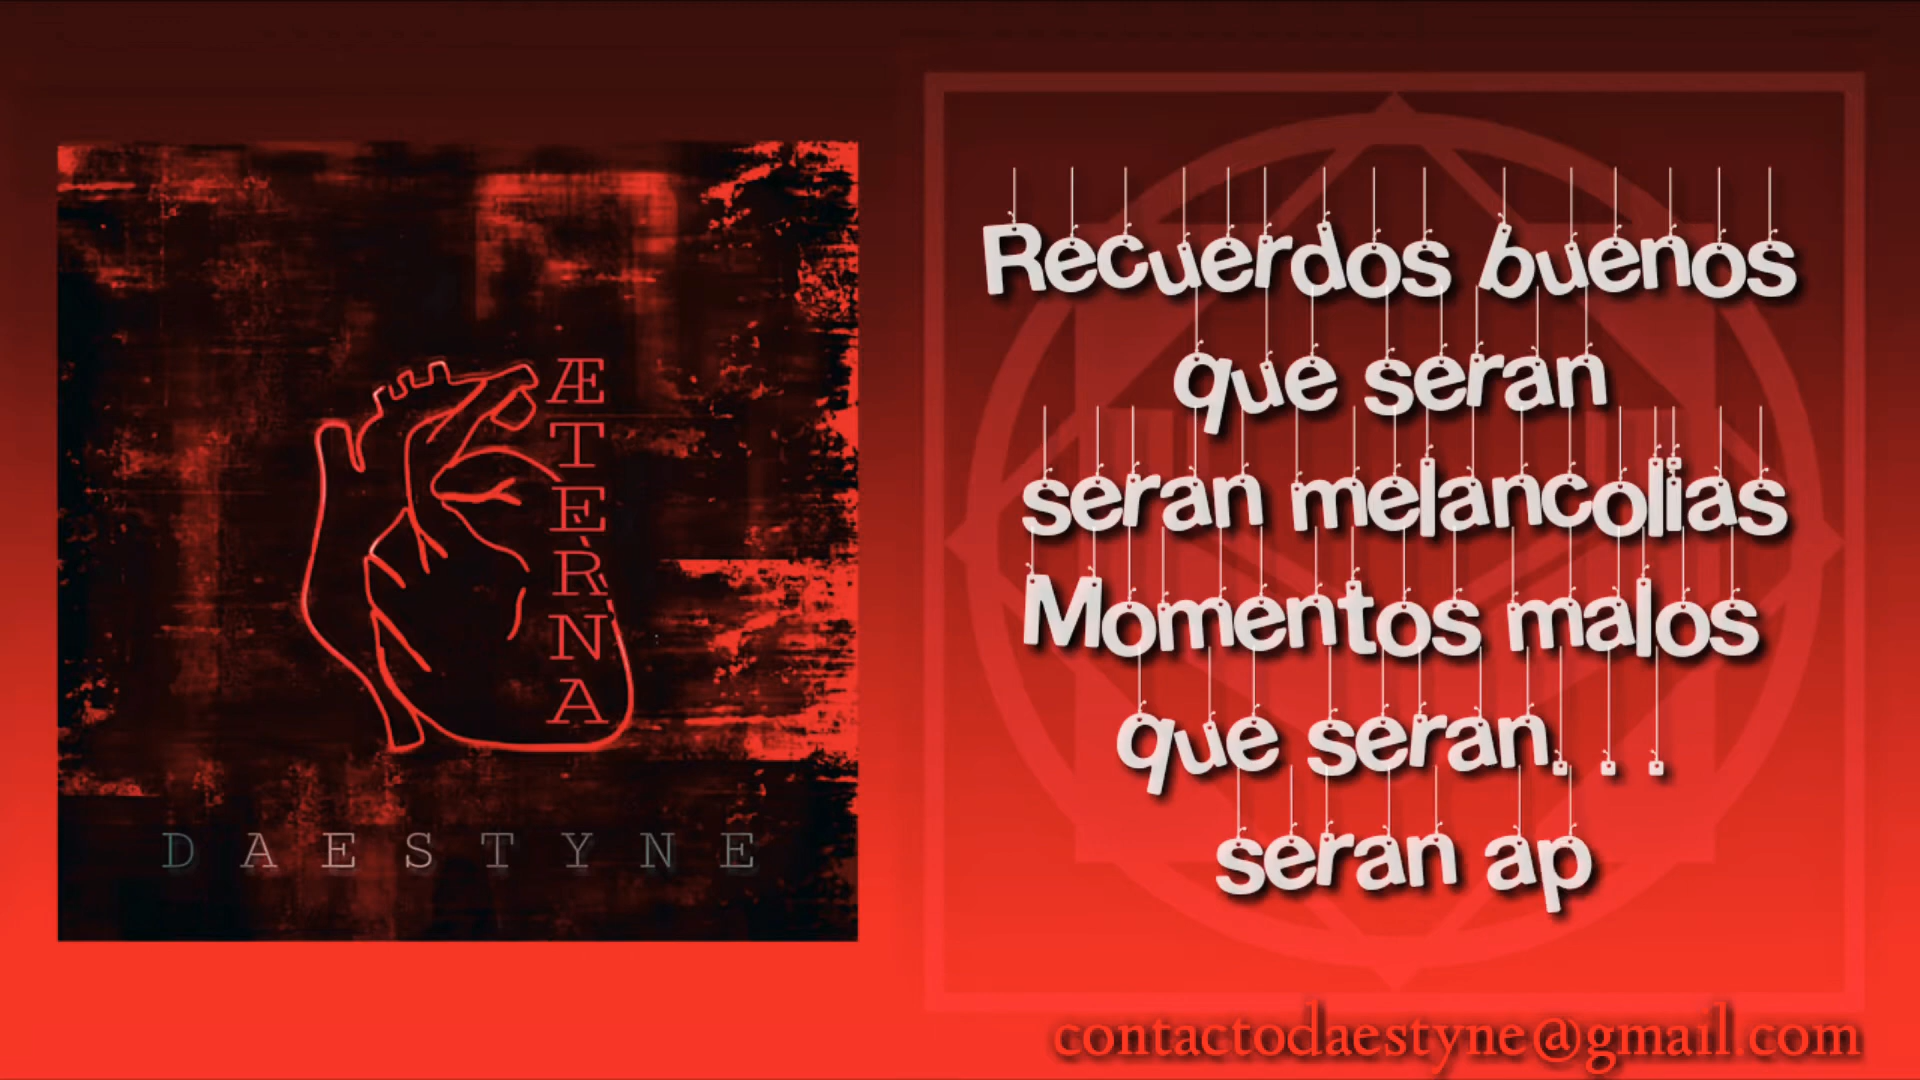 ÆTERNA
DAESTYNE
Recuerdos buenos
que seran
seran melancolias
Momentos malos
que seran...
seran ap
contactodaestyne@gmail.com